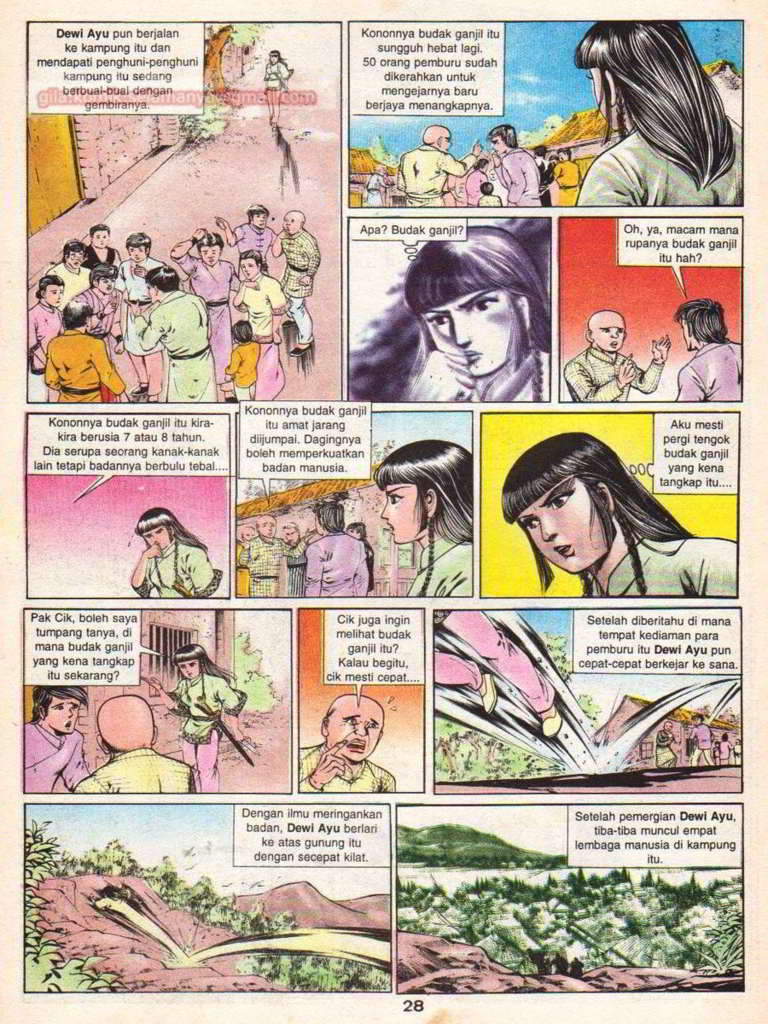 Dewi Ayu pun berjalan
ke kampung itu dan
mendapati penghuni-penghuni
kampung itu sedang
berbual-bual dengan
gembiranya.
Kononnya budak ganjil itu
sungguh hebat lagi.
50 orang pemburu sudah
dikerahkan untuk
mengejarnya baru
berjaya menangkapnya.
Apa? Budak ganjil?
Oh, ya, macam mana
rupanya budak ganjil
itu hah?
Kononnya budak ganjil itu kira-
kira berusia 7 atau 8 tahun.
Dia serupa seorang kanak-kanak
lain tetapi badannya berbulu tebal....
Kononnya budak ganjil
itu amat jarang
diijumpai. Dagingnya
boleh memperkuatkan
badan manusia.
Aku mesti
pergi tengok
budak ganjil
yang kena
tangkap itu....
Pak Cik, boleh saya
tumpang tanya, di
mana budak ganjil
yang kena tangkap
itu sekarang?
Cik juga ingin
melihat budak
ganjil itu?
Kalau begitu,
cik mesti cepat....
Setelah diberitahu di mana
tempat kediaman para
pemburu itu Dewi Ayu pun
cepat-cepat berkejar ke sana.
Dengan ilmu meringankan
badan, Dewi Ayu berlari
ke atas gunung itu
dengan secepat kilat.
Setelah pemergian Dewi Ayu,
tiba-tiba muncul empat
lembaga manusia di kampung
itu.
28